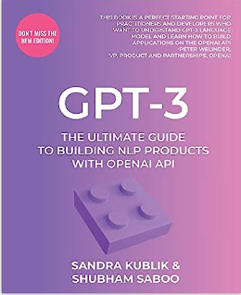 THIS BOOK IS A PERFECT STARTING POINT FOR
PRACTITIONERS AND DEVELOPERS WHO
WANT TO UNDERSTAND GPT-3 LANGUAGE
MODEL AND LEARN HOW TO BUILD
APPLICATIONS ON THE OPENAI API
-PETER WELINDER,
VP, PRODUCT AND PARTNERSHIPS, OPENAI
DON'T MISS THE
NEW EDITION!
GPT-3
THE ULTIMATE GUIDE
TO BUILDING NLP PRODUCTS
WITH OPENAI API
SANDRA KUBLIK &
SHUBHAM SABOO